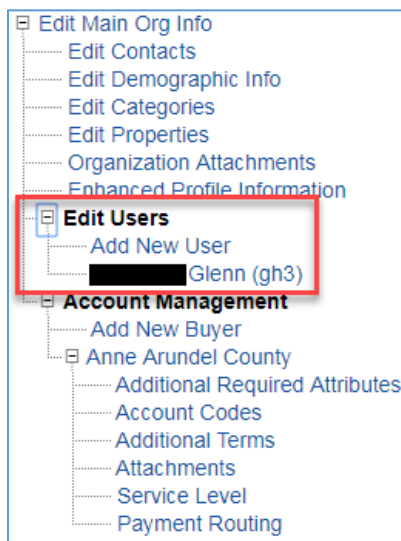 Edit Main Org Info
Edit Contacts
Edit Demographic Info
Edit Categories
Edit Properties
Organization Attachments
Enhanced Profile Information
Edit Users
Add New User
Glenn (gh3)
Account Management
Add New Buyer
Anne Arundel County
Additional Required Attributes
Account Codes
Additional Terms
Attachments
Service Level
Payment Routing